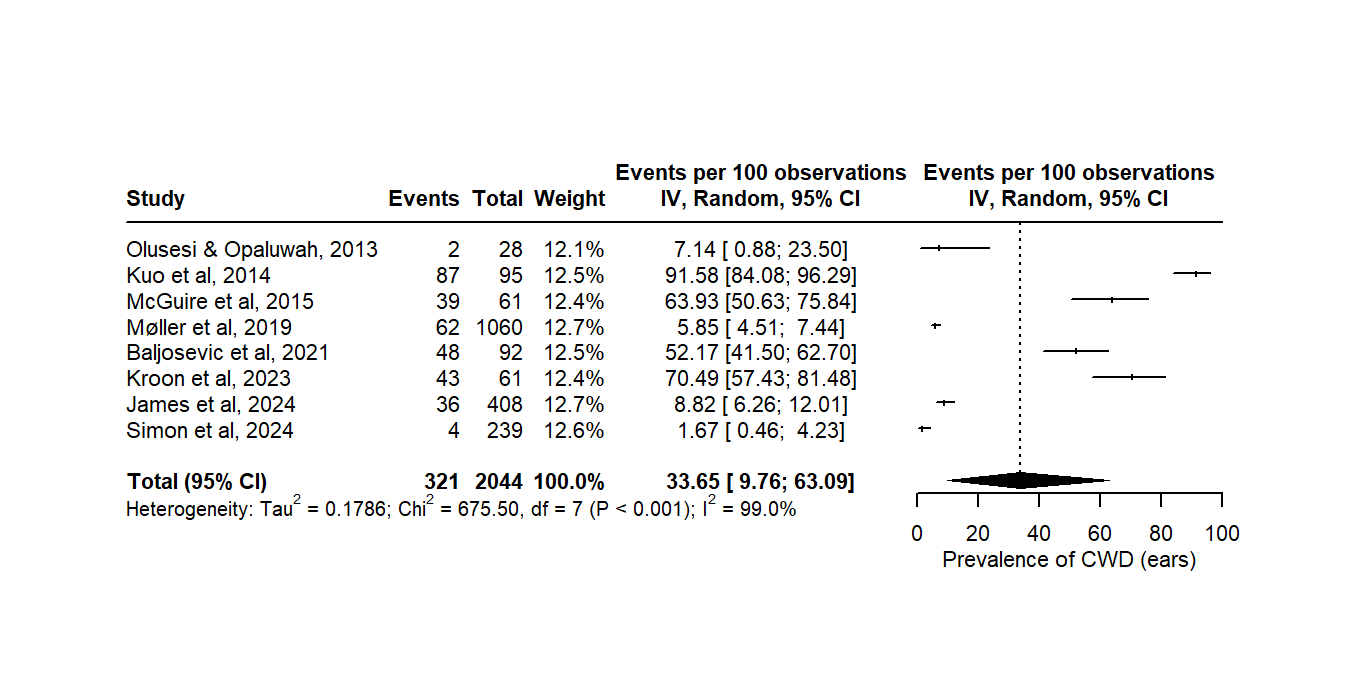 Events per 100 observations Events per 100 observations
Study Events Total Weight IV, Random, 95% CI IV, Random, 95% CI
Olusesi & Opaluwah, 2013 2 28 12.1% 7.14 [ 0.88; 23.50]
Kuo et al, 2014 87 95 12.5% 91.58 [84.08; 96.29]
McGuire et al, 2015 39 61 12.4% 63.93 [50.63; 75.84]
Møller et al, 2019 62 1060 12.7% 5.85 [ 4.51; 7.44]
Baljosevic et al, 2021 48 92 12.5% 52.17 [41.50; 62.70]
Kroon et al, 2023 43 61 12.4% 70.49 [57.43; 81.48]
James et al, 2024 36 408 12.7% 8.82 [ 6.26; 12.01]
Simon et al, 2024 4 239 12.6% 1.67 [ 0.46; 4.23]
Total (95% CI) 321 2044 100.0% 33.65 [ 9.76; 63.09]
Heterogeneity: Tau² = 0.1786; Chi² = 675.50, df = 7 (P < 0.001); I² = 99.0%
0 20 40 60 80 100
Prevalence of CWD (ears)